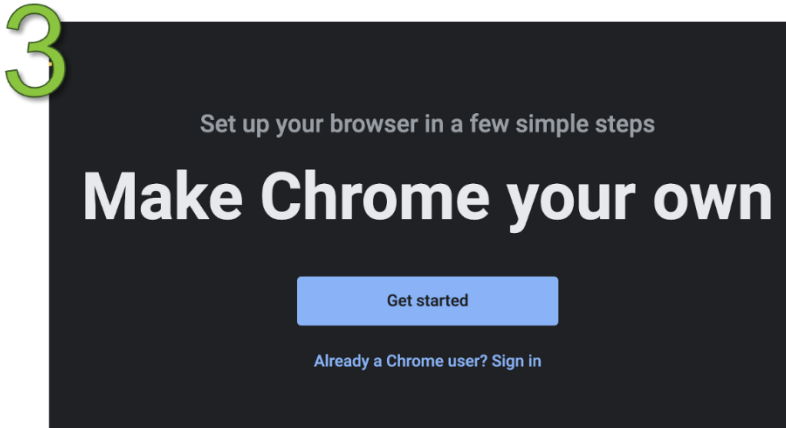 3
Set up your browser in a few simple steps
Make Chrome your own
Get started
Already a Chrome user? Sign in